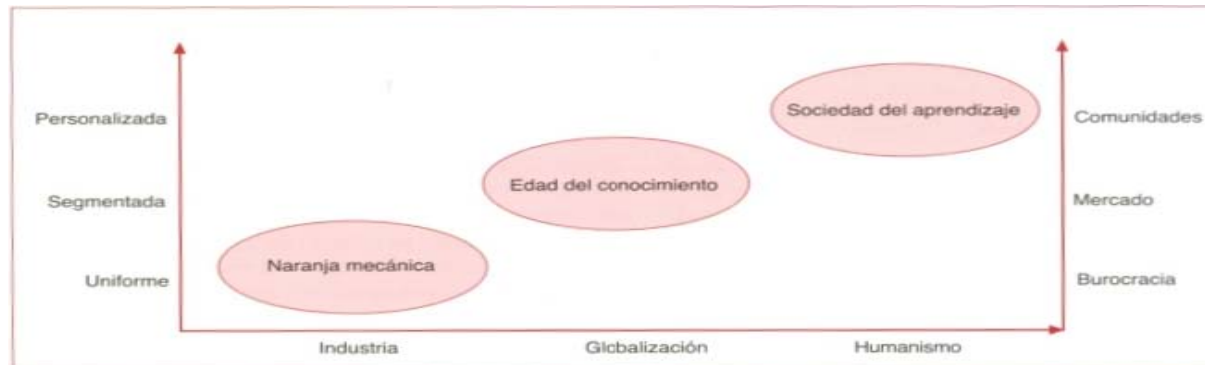 Personalizada
Segmentada
Uniforme
Sociedad del aprendizaje
Edad del conocimiento
Naranja mecánica
Comunidades
Mercado
Burocracia
Industria
Globalización
Humanismo